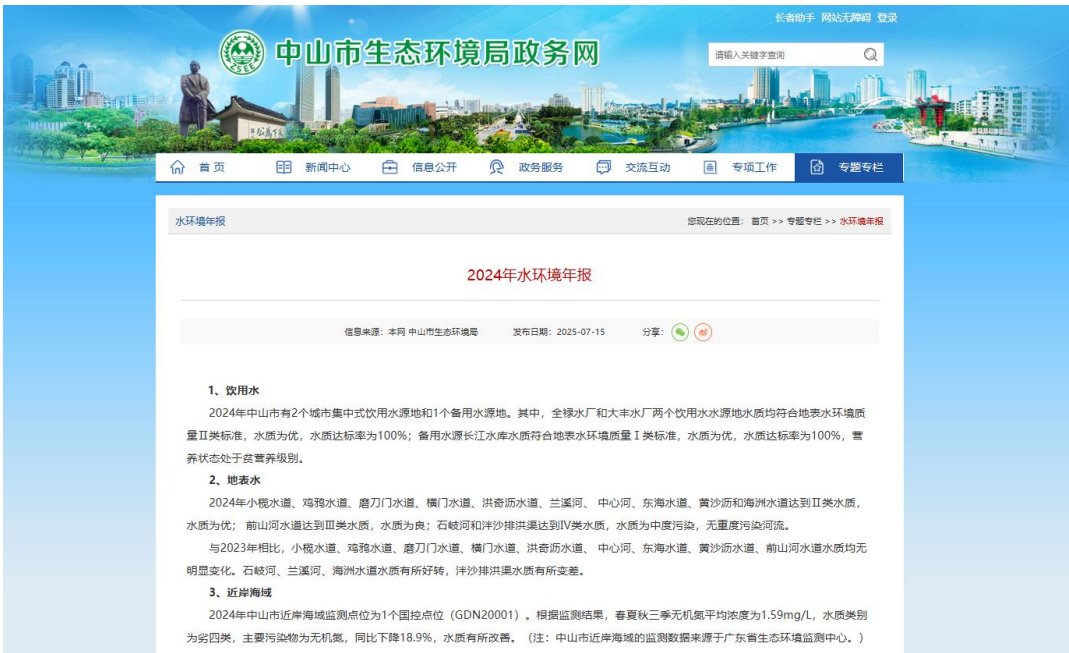 长者助手 网站无障碍 登录
ZSEPB
中山市生态环境局政务网
请输入关键字查询
首页 新闻中心 信息公开 政务服务 交流互动 专项工作 专题专栏
水环境年报 您现在的位置： 首页 >> 专题专栏 >> 水环境年报
2024年水环境年报
信息来源：本网 中山市生态环境局 发布日期：2025-07-15 分享：
1、饮用水
2024年中山市有2个城市集中式饮用水源地和1个备用水源地。其中，全禄水厂和大丰水厂两个饮用水水源地水质均符合地表水环境质
量Ⅱ类标准，水质为优，水质达标率为100%；备用水源长江水库水质符合地表水环境质量Ⅰ类标准，水质为优，水质达标率为100%，营
养状态处于贫营养级别。
2、地表水
2024年小榄水道、鸡鸦水道、磨刀门水道、横门水道、洪奇沥水道、兰溪河、 中心河、东海水道、黄沙沥和海洲水道达到Ⅱ类水质，
水质为优； 前山河水道达到Ⅲ类水质，水质为良；石岐河和泮沙排洪渠达到Ⅳ类水质，水质为中度污染，无重度污染河流。
与2023年相比，小榄水道、鸡鸦水道、磨刀门水道、横门水道、洪奇沥水道、 中心河、东海水道、黄沙沥水道、前山河水道水质均无
明显变化。石岐河、兰溪河、海洲水道水质有所好转，泮沙排洪渠水质有所变差。
3、近岸海域
2024年中山市近岸海域监测点位为1个国控点位（GDN20001）。根据监测结果，春夏秋三季无机氮平均浓度为1.59mg/L，水质类别
为劣四类，主要污染物为无机氮，同比下降18.9%，水质有所改善。（注：中山市近岸海域的监测数据来源于广东省生态环境监测中心。）